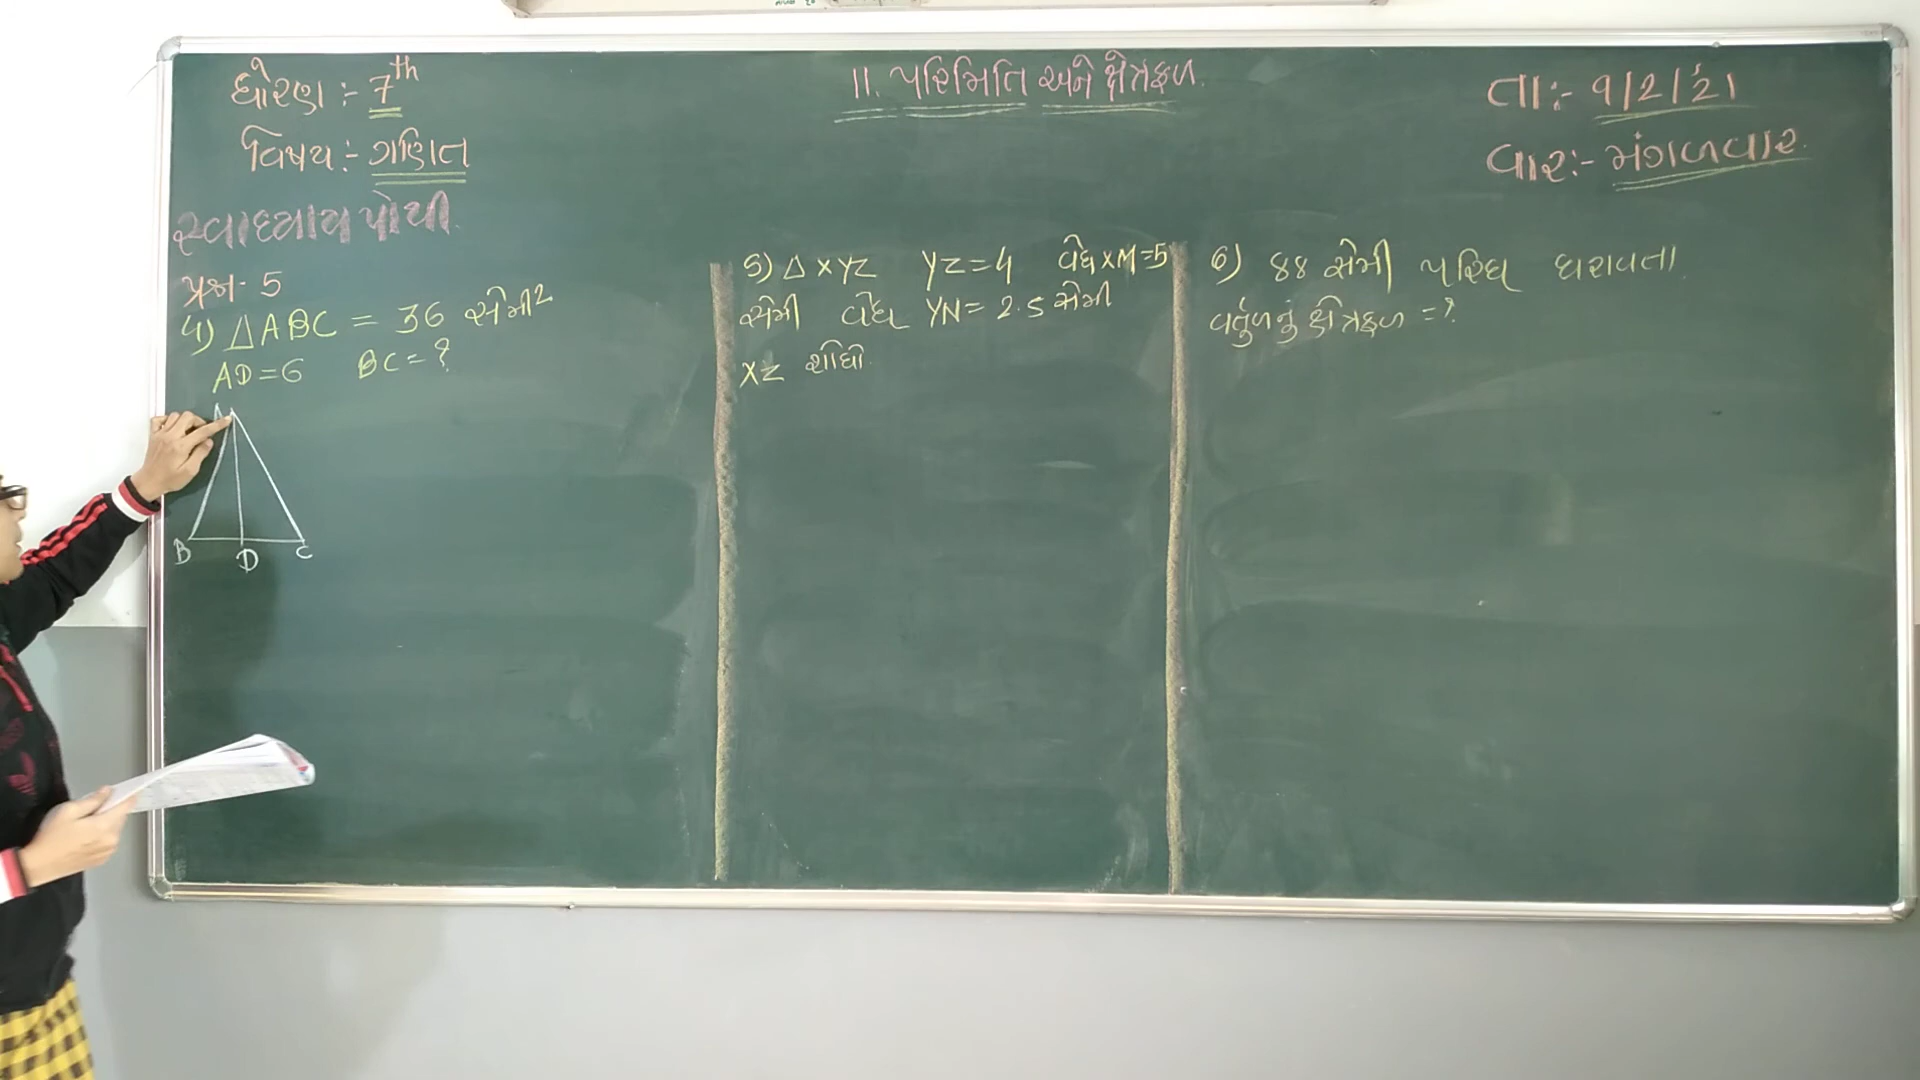 ધોરણ :- 7th
વિષય :- ગણિત
11. પરિમિતિ અને ક્ષેત્રફળ.
તા:- 9/2/'21
વાર:- મંગળવાર.
સ્વાધ્યાય પોથી.
પ્રશ્ન- 5
4) △ABC = 36 સેમી²
AD=6 BC=?
B D C
5) △ XYZ YZ=4 વેધ XM=5
સેમી વેધ YN= 2.5 સેમી
XZ શોધો.
6) 44 સેમી પરિઘ ધરાવતા
વર્તુળનું ક્ષેત્રફળ =?